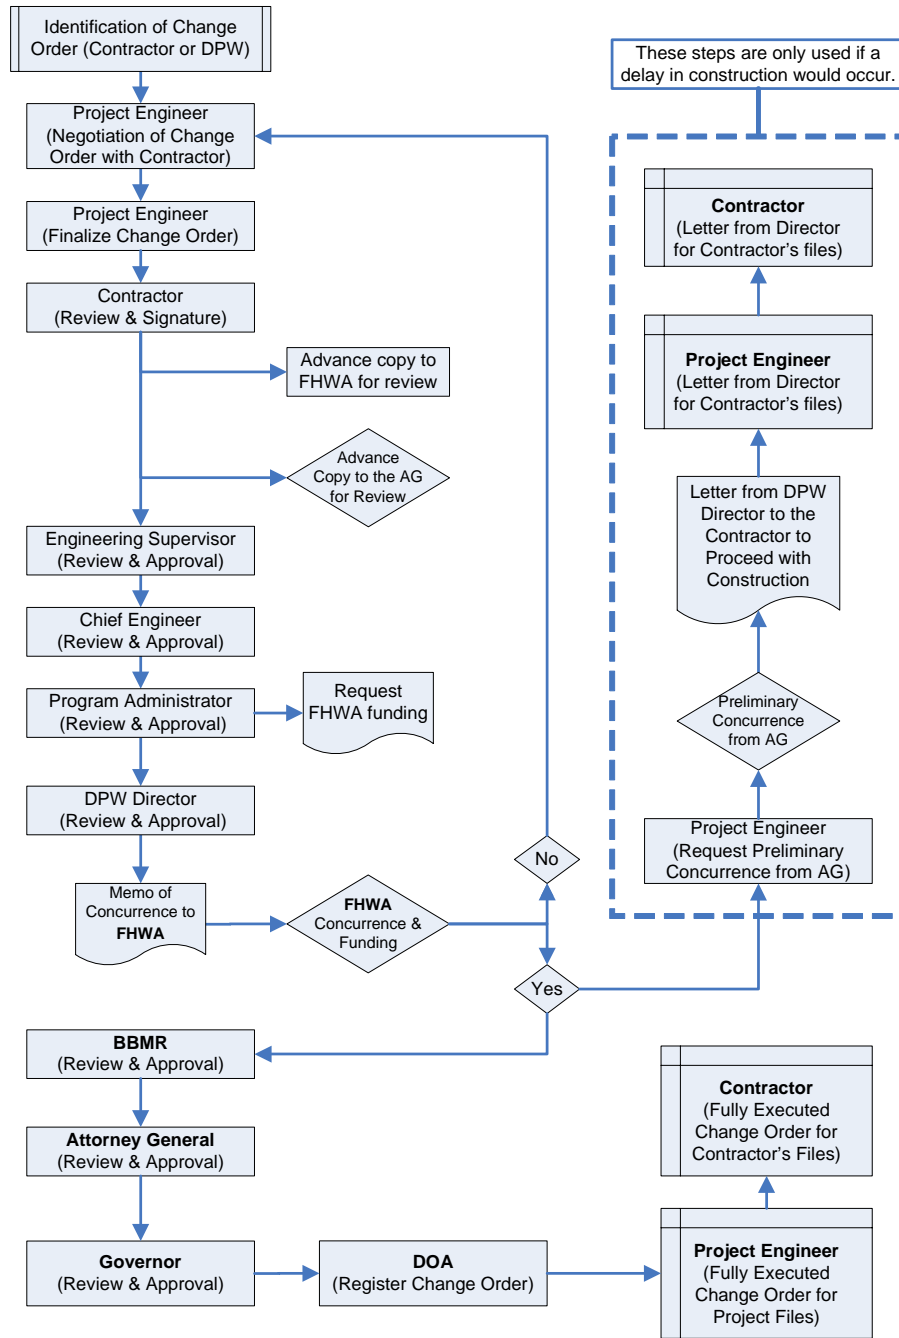 Identification of Change
Order (Contractor or DPW)
Project Engineer
(Negotiation of Change
Order with Contractor)
Project Engineer
(Finalize Change Order)
Contractor
(Review & Signature)
Advance copy to
FHWA for review
Advance
Copy to the AG
for Review
Engineering Supervisor
(Review & Approval)
Chief Engineer
(Review & Approval)
Program Administrator
(Review & Approval)
Request
FHWA funding
DPW Director
(Review & Approval)
Memo of
Concurrence to
FHWA
FHWA
Concurrence &
Funding
No
Yes
These steps are only used if a
delay in construction would occur.
Contractor
(Letter from Director
for Contractor's files)
Project Engineer
(Letter from Director
for Contractor's files)
Letter from DPW
Director to the
Contractor to
Proceed with
Construction
Preliminary
Concurrence
from AG
Project Engineer
(Request Preliminary
Concurrence from AG)
BBMR
(Review & Approval)
Attorney General
(Review & Approval)
Governor
(Review & Approval)
DOA
(Register Change Order)
Contractor
(Fully Executed
Change Order for
Contractor's Files)
Project Engineer
(Fully Executed
Change Order for
Project Files)